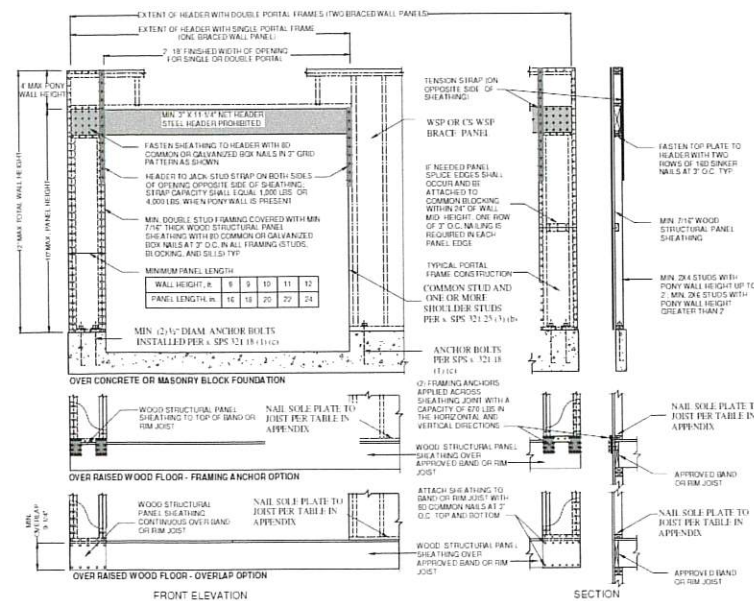 EXTENT OF HEADER WITH DOUBLE PORTAL FRAMES (TWO BRACED WALL PANELS)
EXTENT OF HEADER WITH SINGLE PORTAL FRAME
(ONE BRACED WALL PANEL)
2' 18' FINISHED WIDTH OF OPENING
FOR SINGLE OR DOUBLE PORTAL
4' MAX PONY
WALL HEIGHT
12' MAX TOTAL WALL HEIGHT
10' MAX. PANEL HEIGHT
MIN. 3" X 11-1/4" NET HEADER
STEEL HEADER PROHIBITED
FASTEN SHEATHING TO HEADER WITH 8D
COMMON OR GALVANIZED BOX NAILS IN 3" GRID
PATTERN AS SHOWN
HEADER TO JACK-STUD STRAP ON BOTH SIDES
OF OPENING OPPOSITE SIDE OF SHEATHING.
STRAP CAPACITY SHALL EQUAL 1,000 LBS OR
4,000 LBS. WHEN PONY WALL IS PRESENT
MIN. DOUBLE STUD FRAMING COVERED WITH MIN
7/16" THICK WOOD STRUCTURAL PANEL
SHEATHING WITH 8D COMMON OR GALVANIZED
BOX NAILS AT 3" O.C. IN ALL FRAMING (STUDS,
BLOCKING, AND SILLS) TYP
MINIMUM PANEL LENGTH
WALL HEIGHT, ft. 8 9 10 11 12
PANEL LENGTH, in. 16 18 20 22 24
MIN (2) ½" DIAM. ANCHOR BOLTS
INSTALLED PER s. SPS 321 18 (1) (c)
OVER CONCRETE OR MASONRY BLOCK FOUNDATION
TENSION STRAP (ON
OPPOSITE SIDE OF
SHEATHING)
WSP OR CS-WSP
BRACE PANEL
IF NEEDED PANEL
SPLICE EDGES SHALL
OCCUR AND BE
ATTACHED TO
COMMON BLOCKING
WITHIN 24" OF WALL
MID HEIGHT. ONE ROW
OF 3" O.C. NAILING IS
REQUIRED IN EACH
PANEL EDGE
TYPICAL PORTAL
FRAME CONSTRUCTION
COMMON STUD AND
ONE OR MORE
SHOULDER STUDS
PER s. SPS 321 25 (3) (b)
ANCHOR BOLTS
PER SPS s. 321 18
(1) (c)
FASTEN TOP PLATE TO
HEADER WITH TWO
ROWS OF 16D SINKER
NAILS AT 3" O.C. TYP
MIN 7/16" WOOD
STRUCTURAL PANEL
SHEATHING
MIN. 2X4 STUDS WITH
PONY WALL HEIGHT UP TO
2'; MIN. 2X6 STUDS WITH
PONY WALL HEIGHT
GREATER THAN 2'
WOOD STRUCTURAL PANEL
SHEATHING TO TOP OF BAND OR
RIM JOIST
NAIL SOLE PLATE TO
JOIST PER TABLE IN
APPENDIX
(2) FRAMING ANCHORS
APPLIED ACROSS
SHEATHING JOINT WITH A
CAPACITY OF 670 LBS IN
THE HORIZONTAL AND
VERTICAL DIRECTIONS
WOOD STRUCTURAL PANEL
SHEATHING OVER
APPROVED BAND OR RIM
JOIST
NAIL SOLE PLATE T
JOIST PER TABLE IN
APPENDIX
APPROVED BAND
OR RIM JOIST
OVER RAISED WOOD FLOOR - FRAMING ANCHOR OPTION
MIN.
OVERLAP
9-1/4"
WOOD STRUCTURAL
PANEL SHEATHING
CONTINUOUS OVER BAND
OR RIM JOIST
NAIL SOLE PLATE TO
JOIST PER TABLE IN
APPENDIX
ATTACH SHEATHING TO
BAND OR RIM JOIST WITH
8D COMMON NAILS AT 3"
O.C. TOP AND BOTTOM
WOOD STRUCTURAL PANEL
SHEATHING OVER
APPROVED BAND OR RIM
JOIST
NAIL SOLE PLATE TO
JOIST PER TABLE IN
APPENDIX
APPROVED BAND
OR RIM JOIST
OVER RAISED WOOD FLOOR - OVERLAP OPTION
FRONT ELEVATION
SECTION